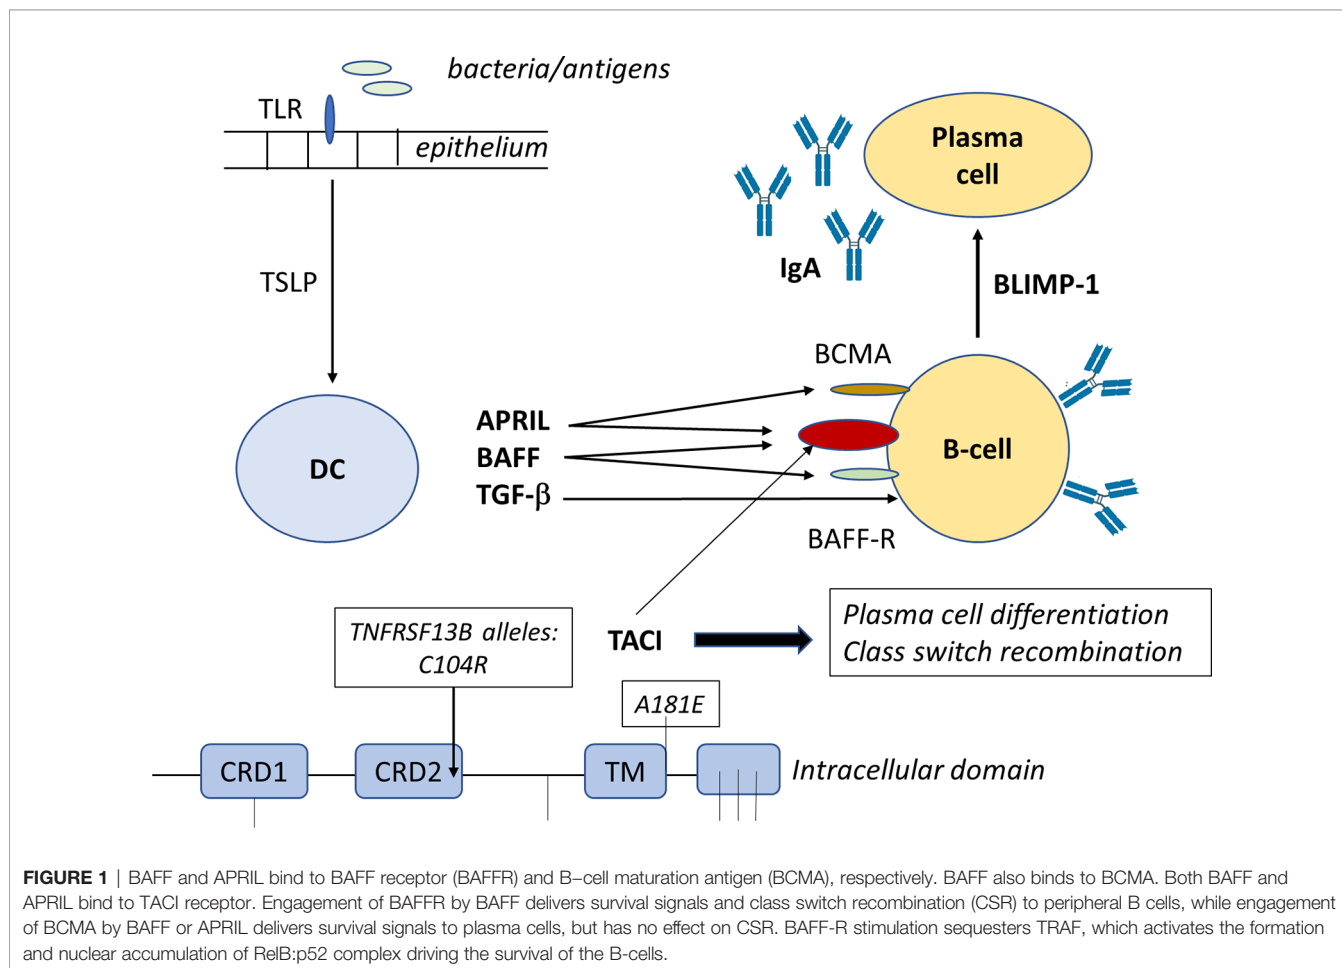 bacteria/antigens
TLR
epithelium
Plasma
cell
IgA
TSLP
BLIMP-1
BCMA
APRIL
BAFF
TGF-β
DC
B-cell
BAFF-R
TNFRSF13B alleles:
C104R
TACI
Plasma cell differentiation
Class switch recombination
A181E
CRD1
CRD2
TM
Intracellular domain
FIGURE 1 | BAFF and APRIL bind to BAFF receptor (BAFFR) and B–cell maturation antigen (BCMA), respectively. BAFF also binds to BCMA. Both BAFF and
APRIL bind to TACI receptor. Engagement of BAFFR by BAFF delivers survival signals and class switch recombination (CSR) to peripheral B cells, while engagement
of BCMA by BAFF or APRIL delivers survival signals to plasma cells, but has no effect on CSR. BAFF-R stimulation sequesters TRAF, which activates the formation
and nuclear accumulation of RelB:p52 complex driving the survival of the B-cells.